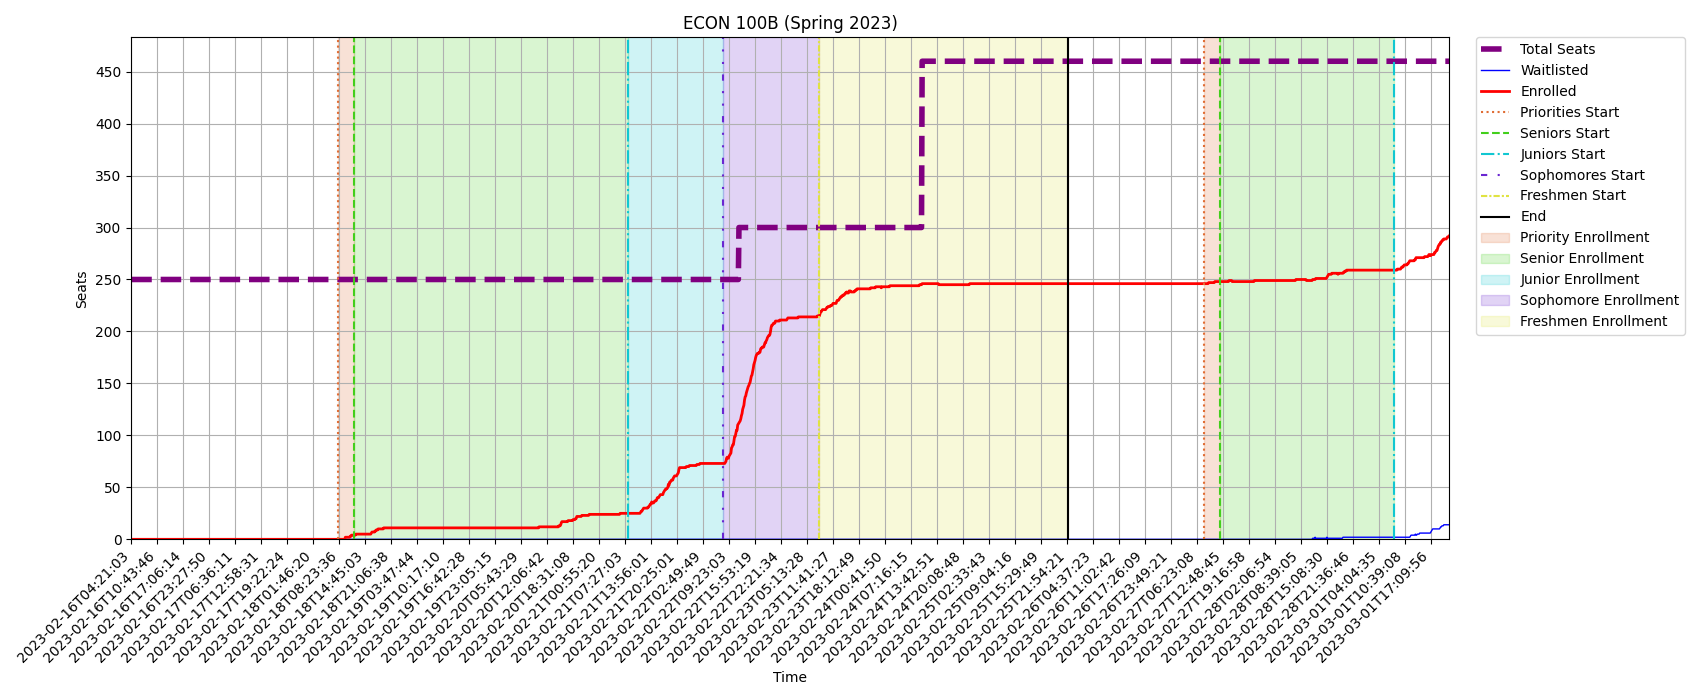 ECON 100B (Spring 2023)
Seats
450
400
350
300
250
200
150
100
50
0
2023-02-16T04:21:03
2023-02-16T10:43:46
2023-02-16T17:06:14
2023-02-16T23:27:50
2023-02-17T06:36:11
2023-02-17T12:58:31
2023-02-17T19:22:24
2023-02-18T01:46:20
2023-02-18T08:23:36
2023-02-18T14:45:03
2023-02-18T21:06:38
2023-02-19T03:47:44
2023-02-19T10:17:10
2023-02-19T16:42:28
2023-02-19T23:05:15
2023-02-20T05:43:29
2023-02-20T12:06:42
2023-02-20T18:31:08
2023-02-21T00:55:20
2023-02-21T07:27:03
2023-02-21T13:56:01
2023-02-21T20:25:01
2023-02-22T02:49:49
2023-02-22T09:23:03
2023-02-22T15:53:19
2023-02-22T22:21:34
2023-02-23T05:13:28
2023-02-23T11:41:27
2023-02-23T18:12:49
2023-02-24T00:41:50
2023-02-24T07:16:15
2023-02-24T13:42:51
2023-02-24T20:08:48
2023-02-25T02:33:43
2023-02-25T09:04:16
2023-02-25T15:29:49
2023-02-25T21:54:21
2023-02-26T04:37:23
2023-02-26T11:02:42
2023-02-26T17:26:09
2023-02-26T23:49:21
2023-02-27T06:23:08
2023-02-27T12:48:45
2023-02-27T19:16:58
2023-02-28T02:06:54
2023-02-28T08:39:05
2023-02-28T15:08:30
2023-02-28T21:36:46
2023-03-01T04:04:35
2023-03-01T10:39:08
2023-03-01T17:09:56
Time
Total Seats
Waitlisted
Enrolled
Priorities Start
Seniors Start
Juniors Start
Sophomores Start
Freshmen Start
End
Priority Enrollment
Senior Enrollment
Junior Enrollment
Sophomore Enrollment
Freshmen Enrollment